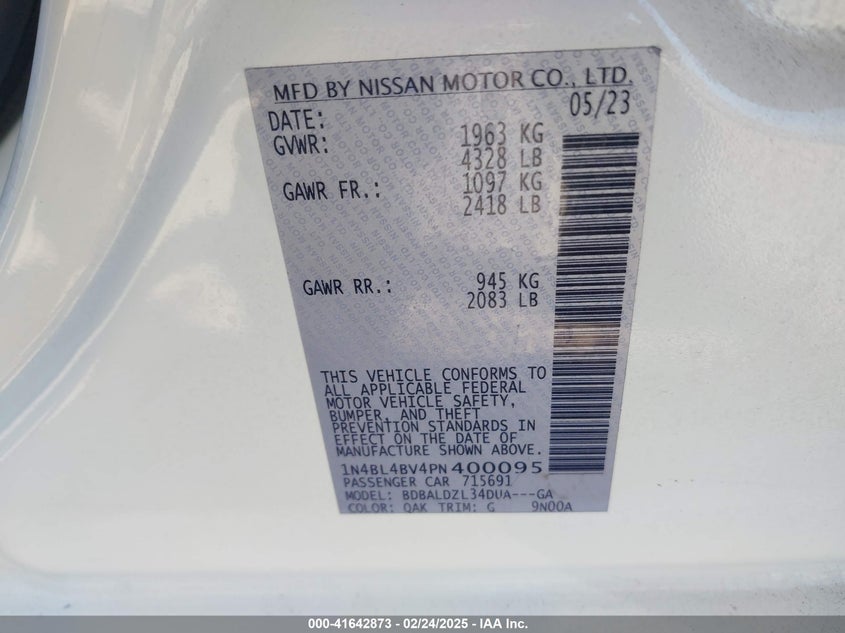 MFD BY NISSAN MOTOR CO., LTD.
DATE: 05/23
GVWR: 1963 KG
4328 LB
GAWR FR.: 1097 KG
2418 LB
GAWR RR.: 945 KG
2083 LB
THIS VEHICLE CONFORMS TO
ALL APPLICABLE FEDERAL
MOTOR VEHICLE SAFETY,
BUMPER, AND THEFT
PREVENTION STANDARDS IN
EFFECT ON THE DATE OF
MANUFACTURE SHOWN ABOVE.
1N4BL4BV4PN400095
PASSENGER CAR 715691
MODEL: BDBALDZL34DUA---GA
COLOR: QAK TRIM: G 9N00A
000-41642873 - 02/24/2025 - IAA Inc.